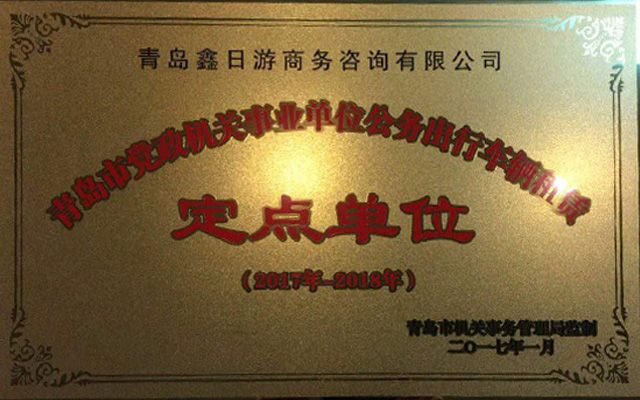 青岛鑫日游商务咨询有限公司
青岛市党政机关事业单位公务出行车辆租赁
定点单位
（2017年-2018年）
青岛市机关事务管理局监制
二〇一七年一月